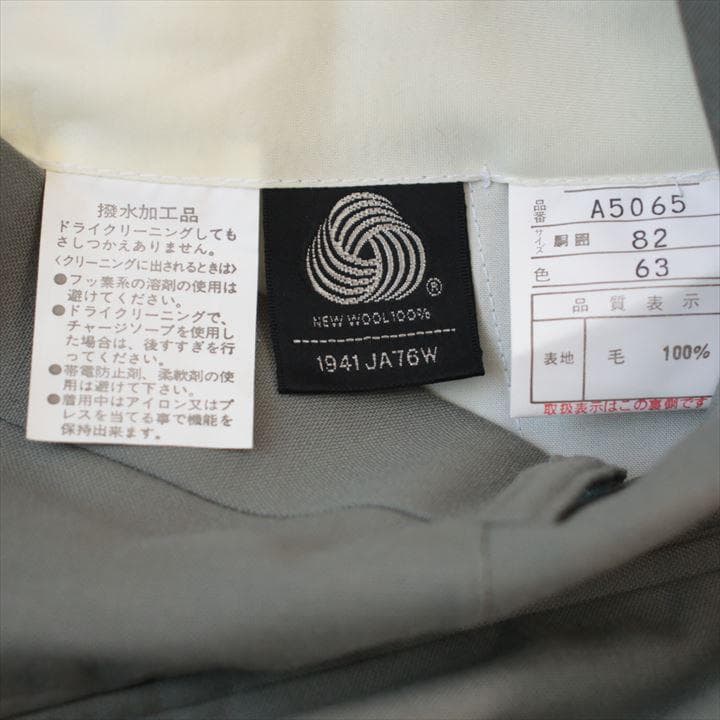 撥水加工品
ドライクリーニングしても
さしつかえありません。
〈クリーニングに出されるときは〉
●フッ素系の溶剤の使用は
避けてください。
●ドライクリーニングで、
チャージソープを使用し
た場合は、後すすぎを行
ってください。
●帯電防止剤、柔軟剤の使
用は避けて下さい。
●着用中はアイロン又はプ
レスを当てる事で機能を
保持出来ます。
®
NEW WOOL 100%
1941 JA76W
品番 A5065
サイズ 胴囲 82
色 63
品質表示
表地 毛 100%
取扱表示はこの裏側です